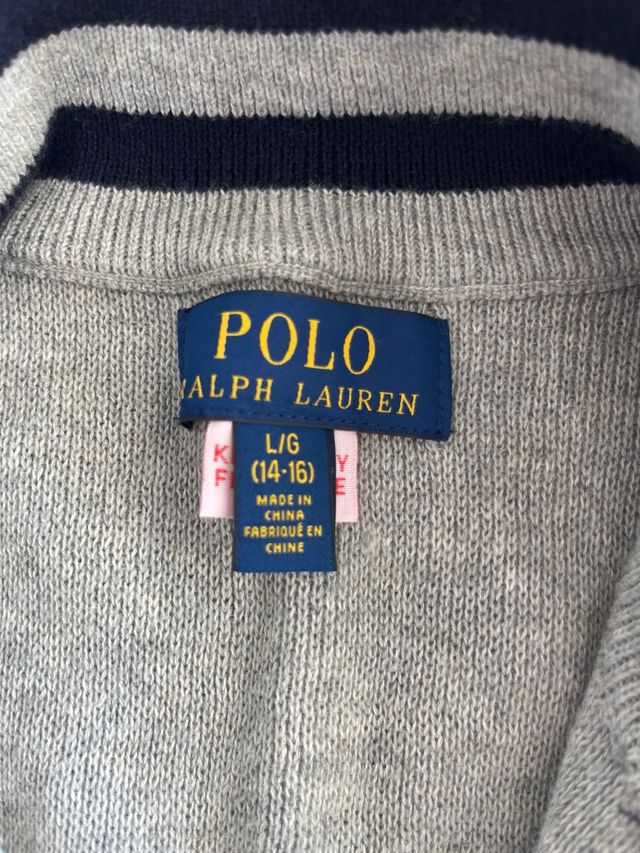 POLO
RALPH LAUREN
L/G
(14-16)
MADE IN
CHINA
FABRIQUÉ EN
CHINE